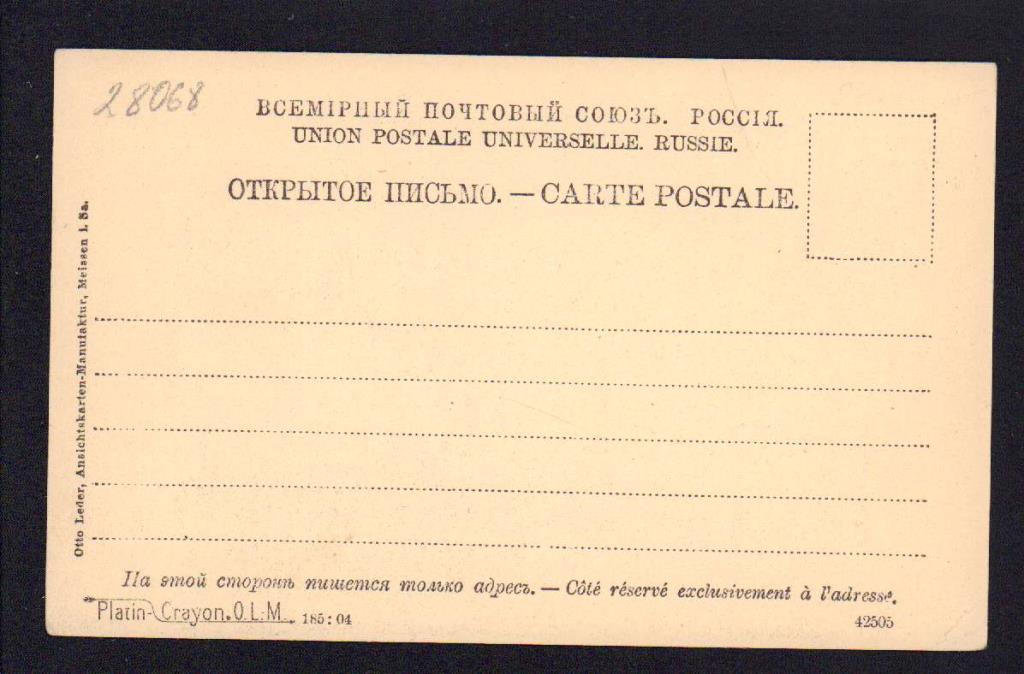 28068
ВСЕМІРНЫЙ ПОЧТОВЫЙ СОЮЗЪ. РОССІЯ.
UNION POSTALE UNIVERSELLE. RUSSIE.
ОТКРЫТОЕ ПИСЬМО. — CARTE POSTALE.
Otto Leder, Ansichtskarten-Manufaktur, Meissen i. Sa.
На этой сторонѣ пишется только адресъ. — Côté réservé exclusivement à l'adresse.
Platin-Crayon. O.L.M. 185:04
42505